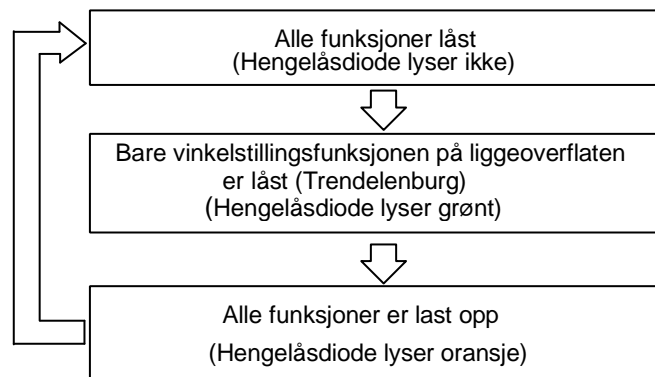 Alle funksjoner låst
(Hengelåsdiode lyser ikke)
Bare vinkelstillingsfunksjonen på liggeoverflaten
er låst (Trendelenburg)
(Hengelåsdiode lyser grønt)
Alle funksjoner er last opp
(Hengelåsdiode lyser oransje)